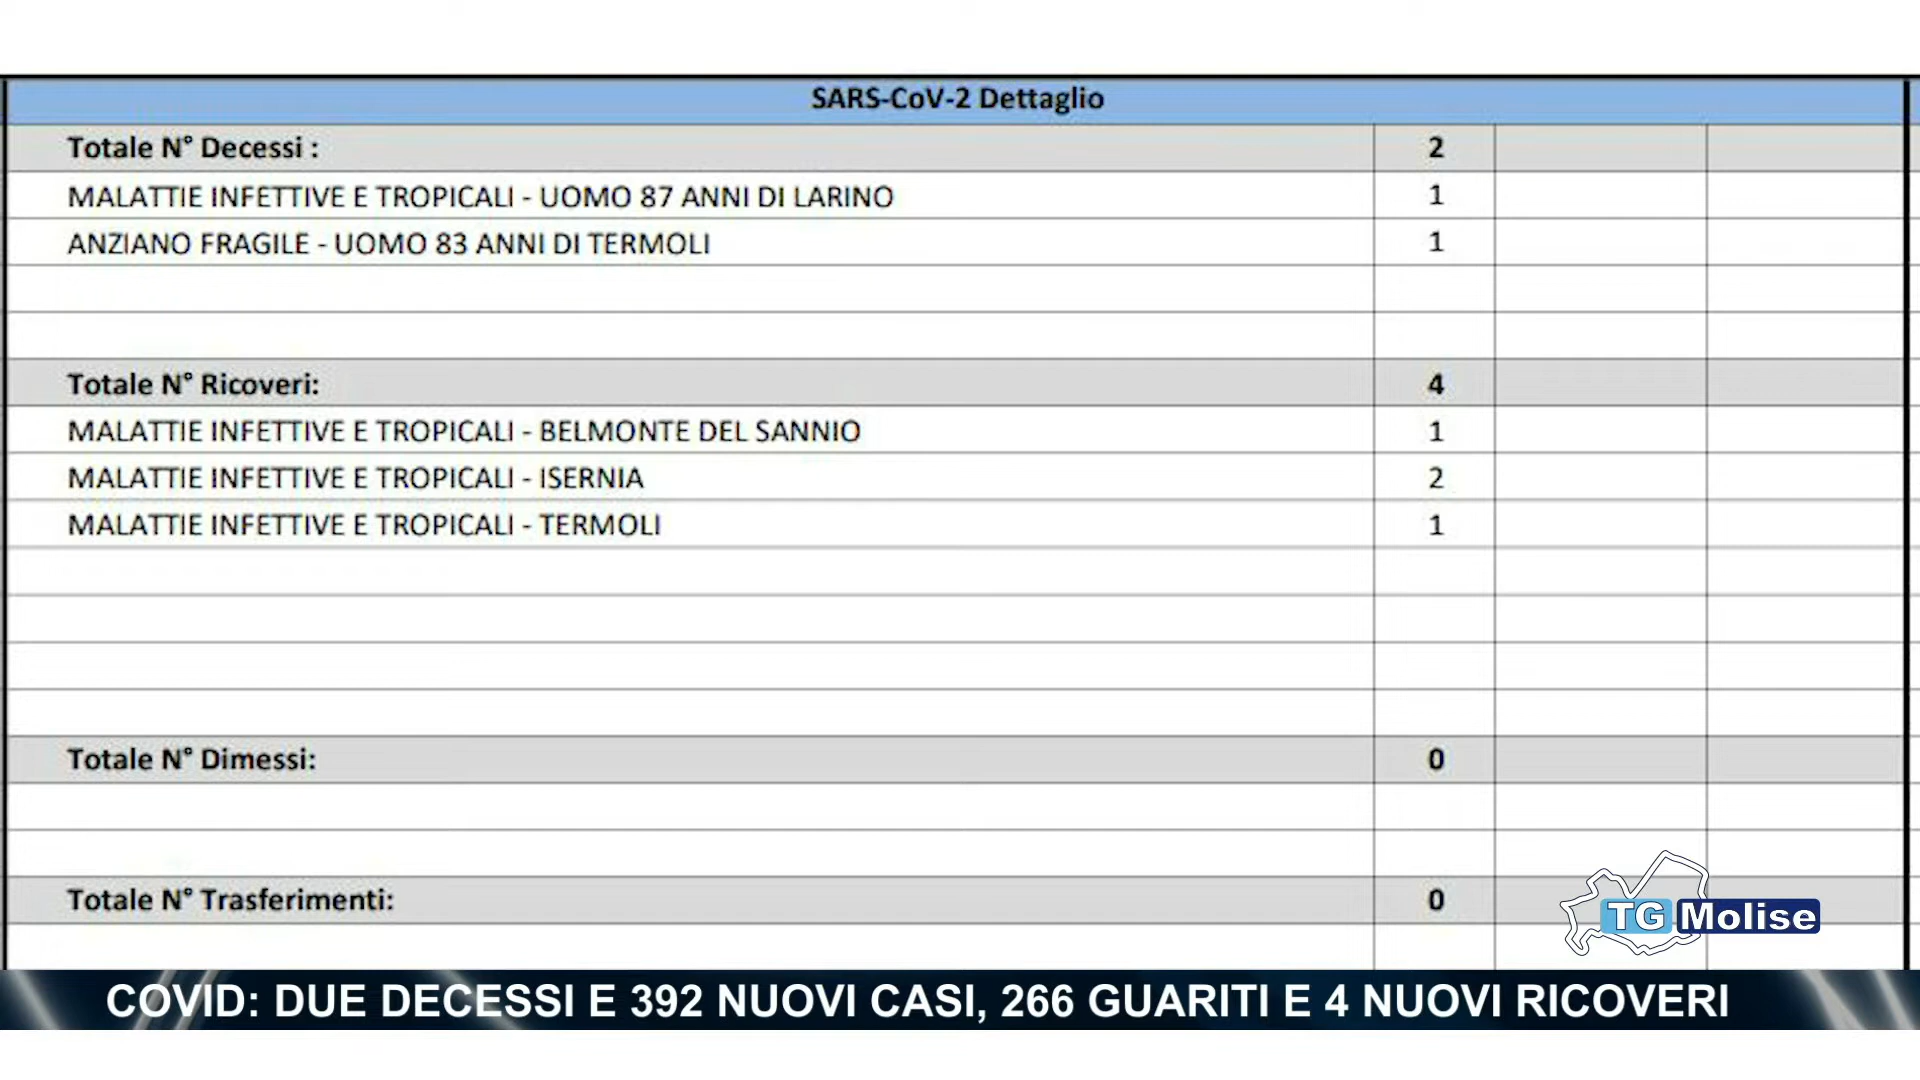 SARS-CoV-2 Dettaglio
Totale N° Decessi : 2
MALATTIE INFETTIVE E TROPICALI - UOMO 87 ANNI DI LARINO 1
ANZIANO FRAGILE - UOMO 83 ANNI DI TERMOLI 1
Totale N° Ricoveri: 4
MALATTIE INFETTIVE E TROPICALI - BELMONTE DEL SANNIO 1
MALATTIE INFETTIVE E TROPICALI - ISERNIA 2
MALATTIE INFETTIVE E TROPICALI - TERMOLI 1
Totale N° Dimessi: 0
Totale N° Trasferimenti: 0
TG Molise
COVID: DUE DECESSI E 392 NUOVI CASI, 266 GUARITI E 4 NUOVI RICOVERI